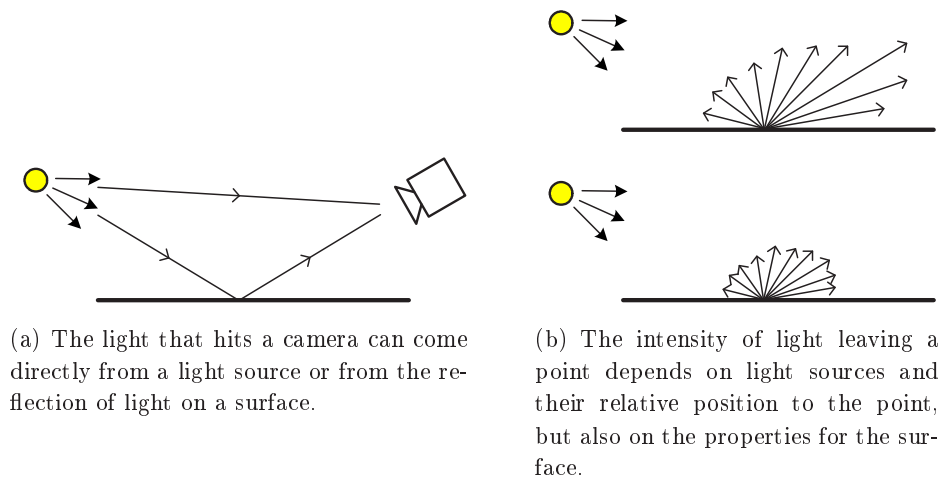 (a) The light that hits a camera can come
directly from a light source or from the re-
flection of light on a surface.
(b) The intensity of light leaving a
point depends on light sources and
their relative position to the point,
but also on the properties for the sur-
face.